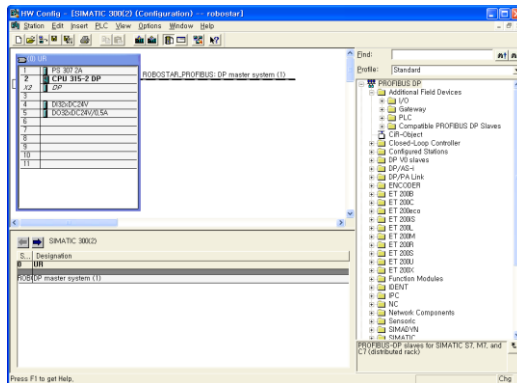 HW Config - [SIMATIC 300(2) (Configuration) -- robostar]
Station Edit Insert PLC View Options Window Help
(0) UR
1 PS 307 2A
2 CPU 315-2 DP
X2 DP
3
4 DI32xDC24V
5 DO32xDC24V/0,5A
6
7
8
9
10
11
ROBOSTAR_PROFIBUS: DP master system (1)
SIMATIC 300(2)
S... Designation
0 UR
ROB DP master system (1)
Press F1 to get Help.
Find:
Profile: Standard
PROFIBUS DP
Additional Field Devices
I/O
Gateway
PLC
Compatible PROFIBUS DP Slaves
CiR-Object
Closed-Loop Controller
Configured Stations
DP V0 slaves
DP/AS-i
DP/PA Link
ENCODER
ET 200B
ET 200C
ET 200eco
ET 200iS
ET 200L
ET 200M
ET 200R
ET 200S
ET 200U
ET 200X
Function Modules
IDENT
IPC
NC
Network Components
Sensoric
SIMADYN
SIMATIC
PROFIBUS-DP slaves for SIMATIC S7, M7, and
C7 (distributed rack)
Chg